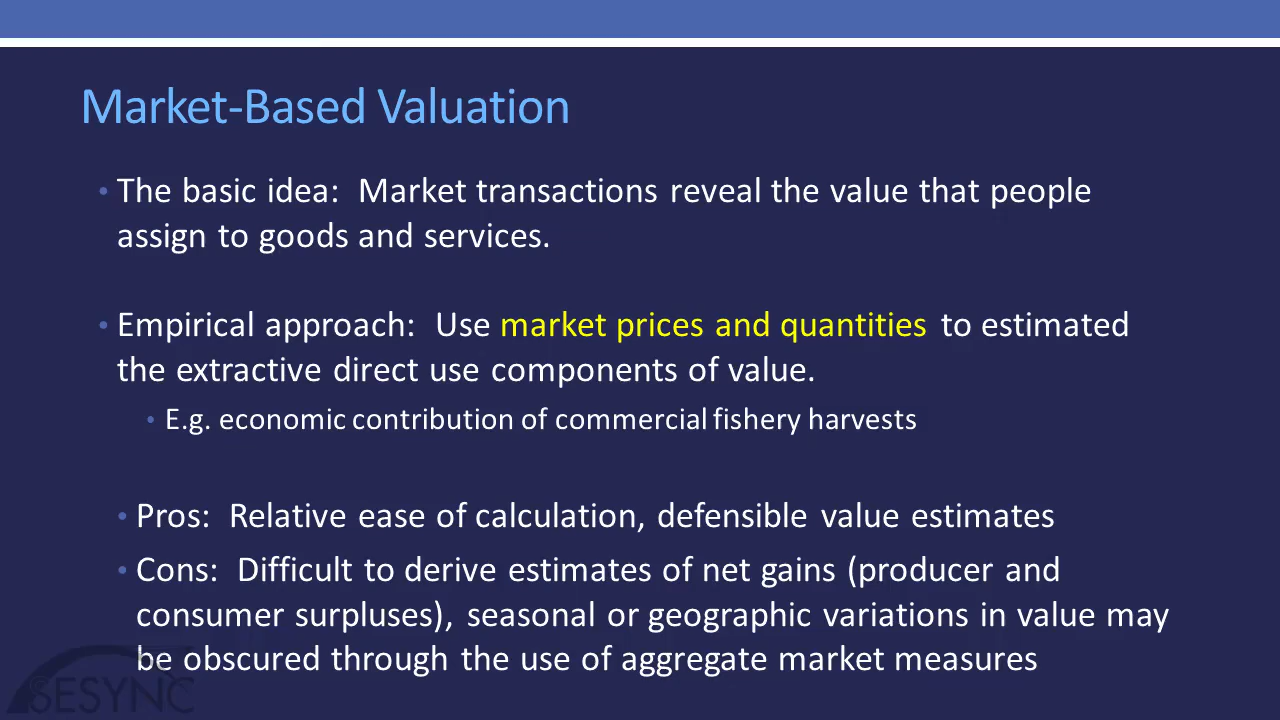 Market-Based Valuation
• The basic idea:  Market transactions reveal the value that people
assign to goods and services.
• Empirical approach:  Use market prices and quantities to estimated
the extractive direct use components of value.
• E.g. economic contribution of commercial fishery harvests
• Pros:  Relative ease of calculation, defensible value estimates
• Cons:  Difficult to derive estimates of net gains (producer and
consumer surpluses), seasonal or geographic variations in value may
be obscured through the use of aggregate market measures
SESYNC